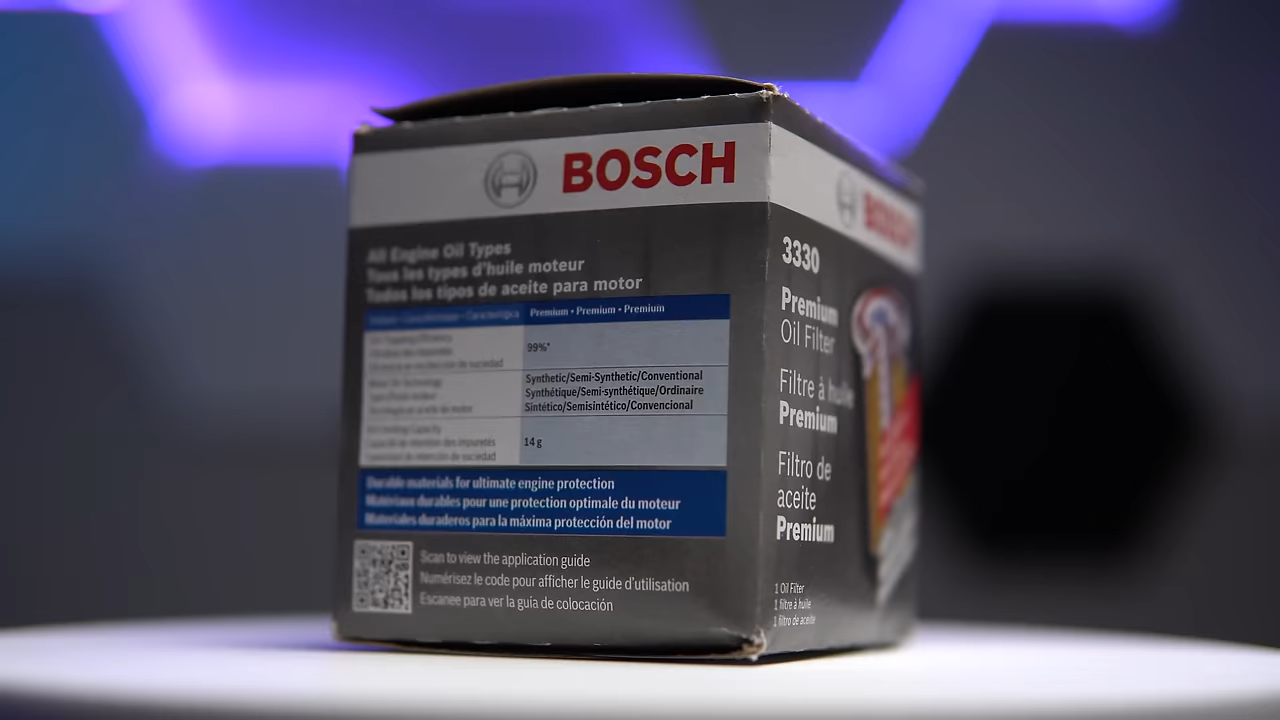 BOSCH
All Engine Oil Types
Tous les types d'huile moteur
Todos los tipos de aceite para motor
Premium • Premium • Premium
99%*
Synthetic/Semi-Synthetic/Conventional
Synthétique/Semi-synthétique/Ordinaire
Sintético/Semisintético/Convencional
14 g
Durable materials for ultimate engine protection
Matériaux durables pour une protection optimale du moteur
Materiales duraderos para la máxima protección del motor
Scan to view the application guide
Numérisez le code pour afficher le guide d'utilisation
Escanee para ver la guía de colocación
BOSCH
3330
Premium
Oil Filter
Filtre à huile
Premium
Filtro de
aceite
Premium
1 Oil Filter
1 filtre à huile
1 filtro de aceite